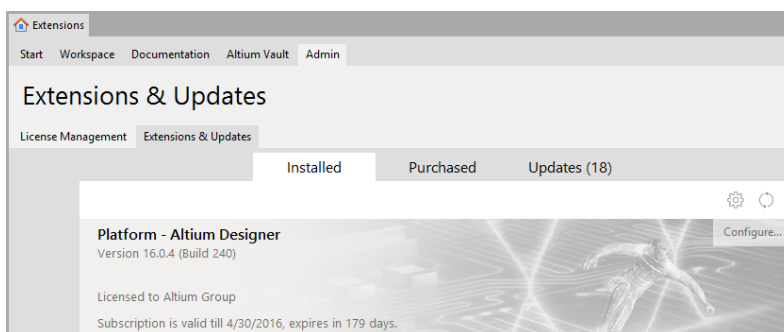 Extensions
Start Workspace Documentation Altium Vault Admin
Extensions & Updates
License Management Extensions & Updates
Installed Purchased Updates (18)
Configure...
Platform - Altium Designer
Version 16.0.4 (Build 240)
Licensed to Altium Group
Subscription is valid till 4/30/2016, expires in 179 days.